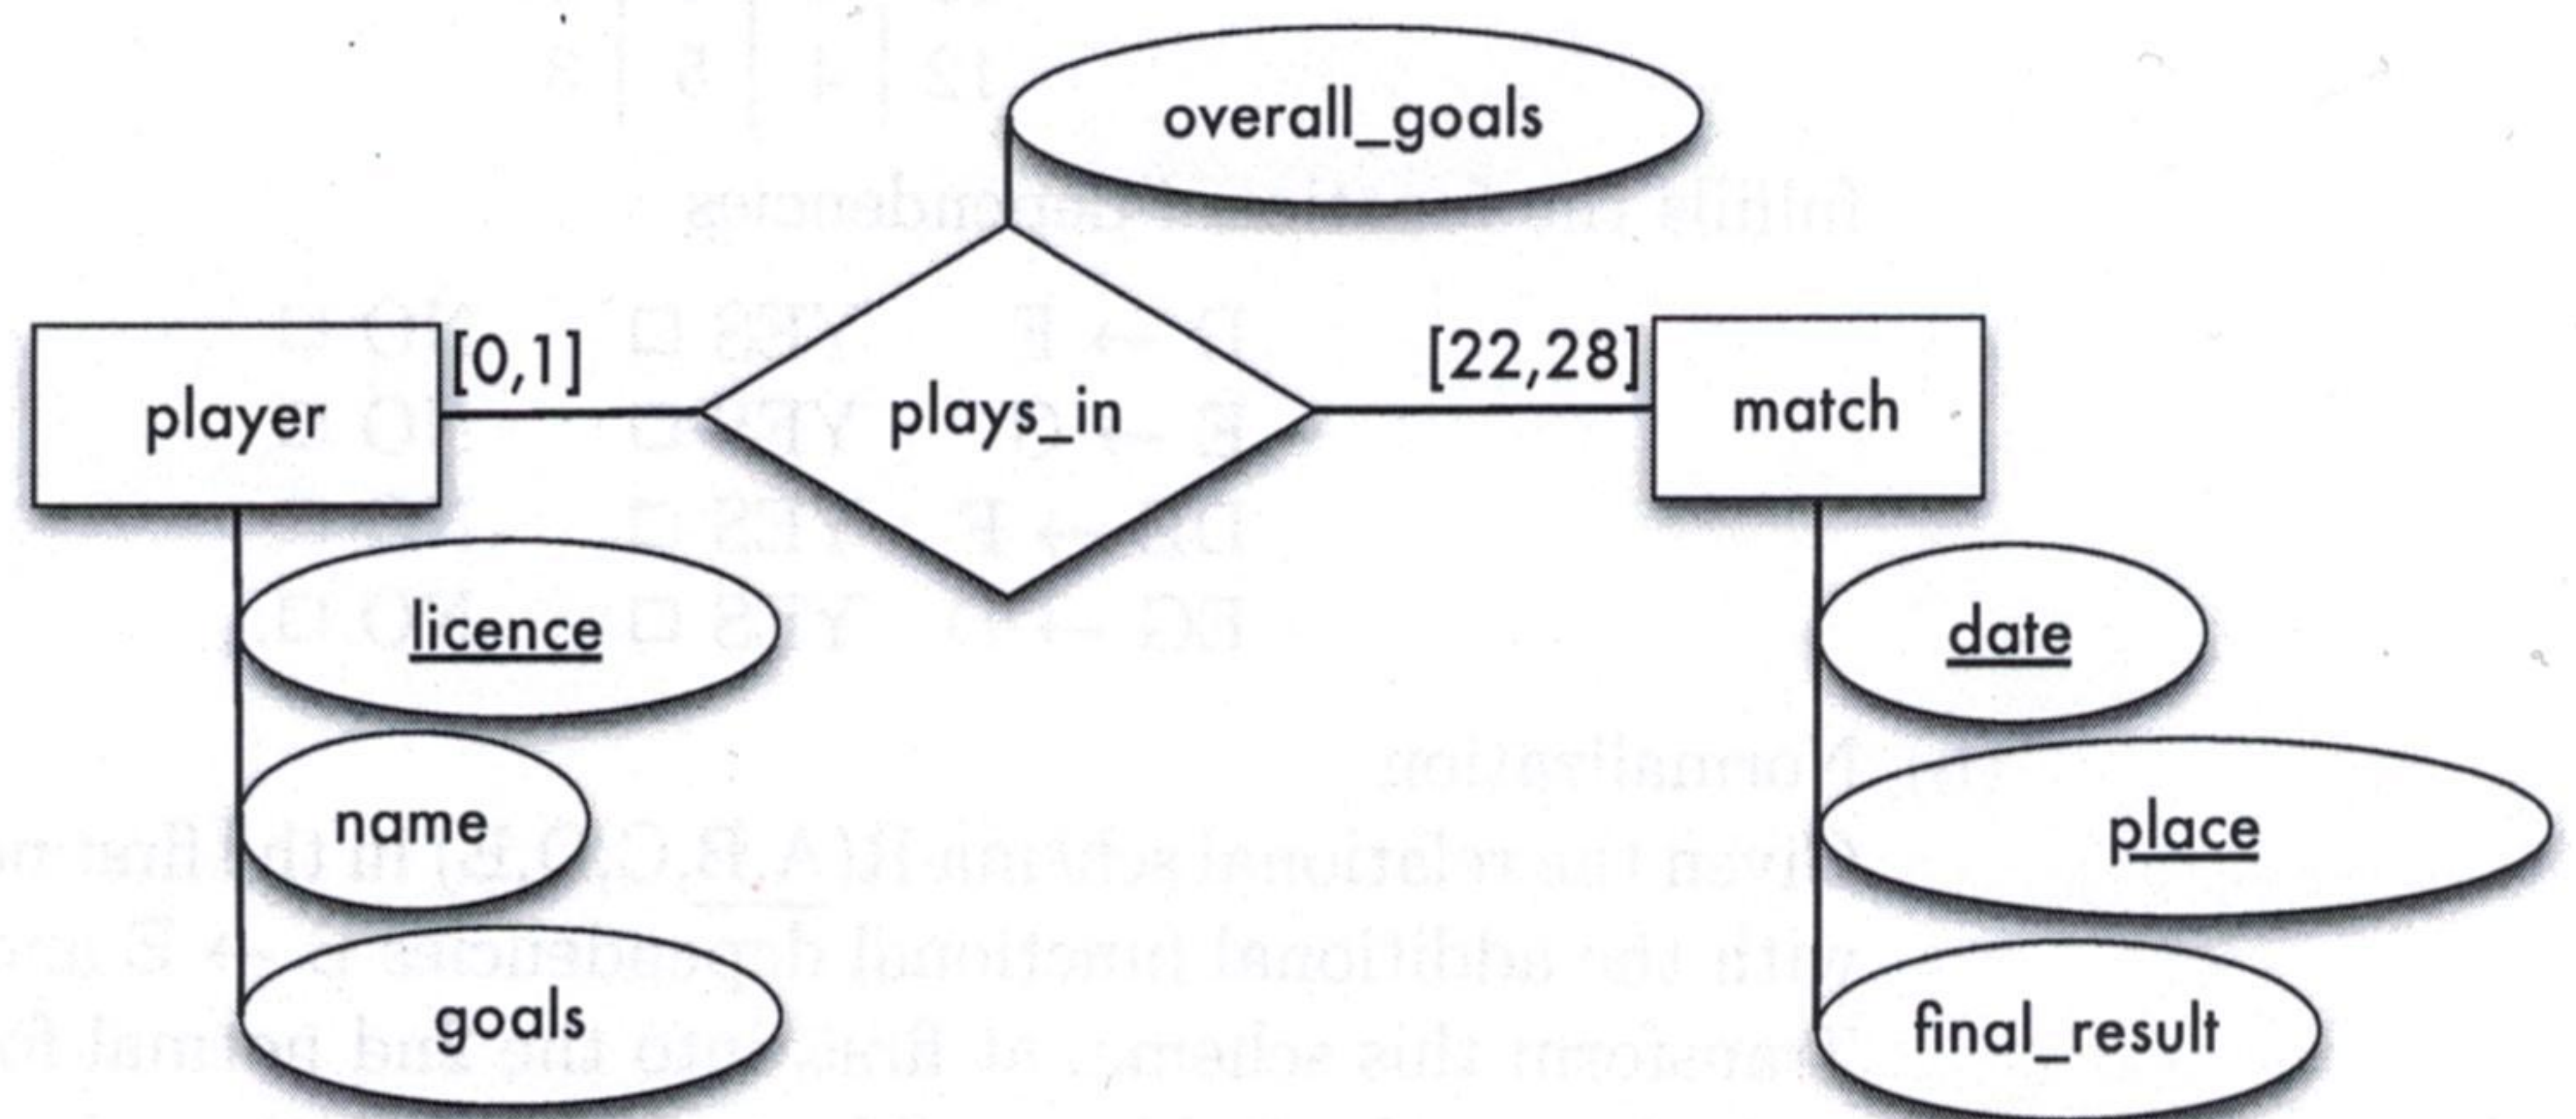 overall_goals
player
[0,1]
plays_in
[22,28]
match
licence
name
goals
date
place
final_result